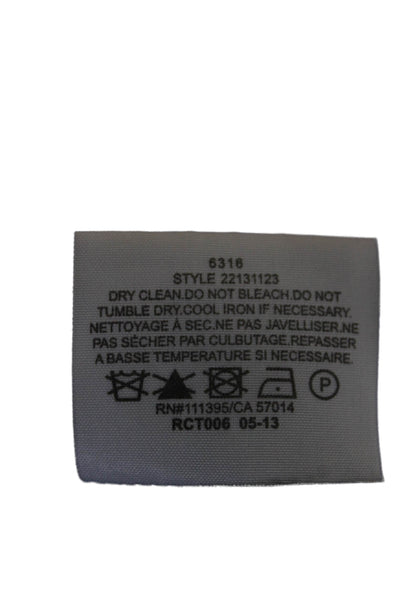 6316
STYLE 22131123
DRY CLEAN.DO NOT BLEACH.DO NOT
TUMBLE DRY.COOL IRON IF NECESSARY.
NETTOYAGE À SEC.NE PAS JAVELLISER.NE
PAS SÉCHER PAR CULBUTAGE.REPASSER
A BASSE TEMPERATURE SI NECESSAIRE.
P
RN#111395/CA 57014
RCT006 05-13